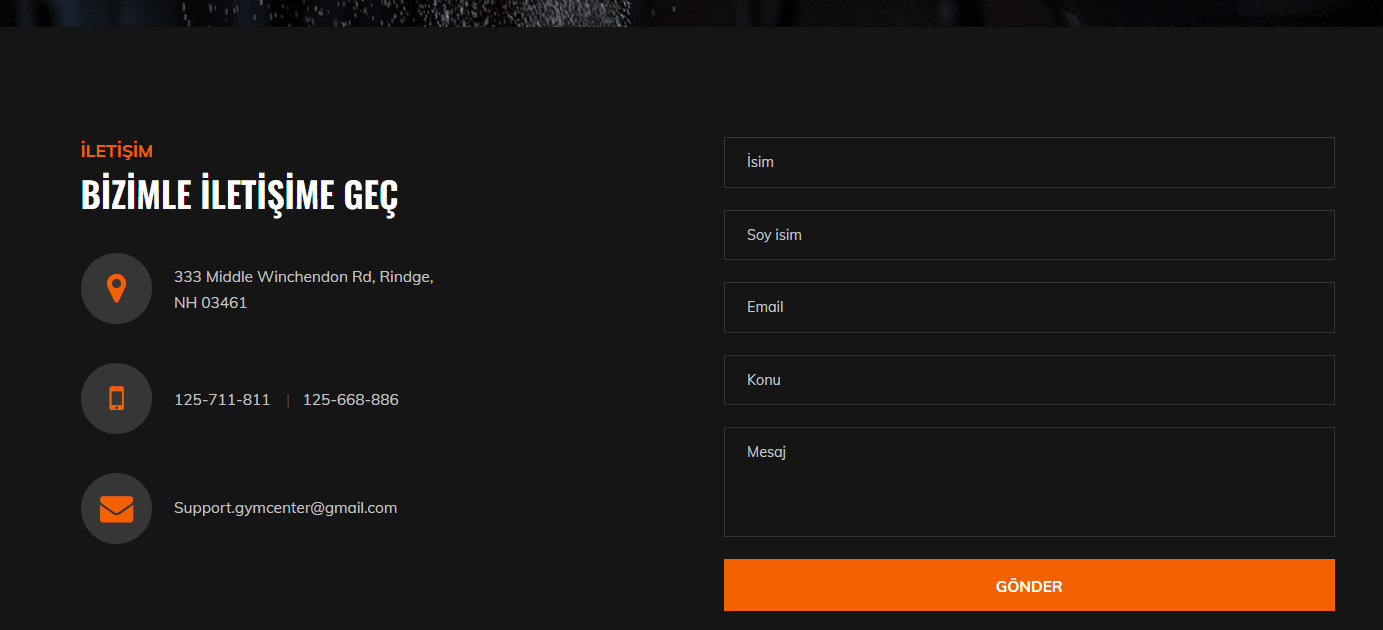 İLETİŞİM
BİZİMLE İLETİŞİME GEÇ
333 Middle Winchendon Rd, Rindge,
NH 03461
125-711-811 | 125-668-886
Support.gymcenter@gmail.com
İsim
Soy isim
Email
Konu
Mesaj
GÖNDER